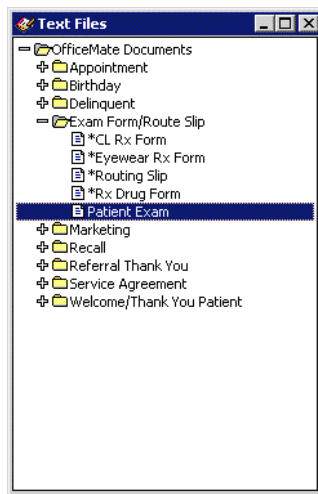 Text Files
OfficeMate Documents
Appointment
Birthday
Delinquent
Exam Form/Route Slip
*CL Rx Form
*Eyewear Rx Form
*Routing Slip
*Rx Drug Form
Patient Exam
Marketing
Recall
Referral Thank You
Service Agreement
Welcome/Thank You Patient